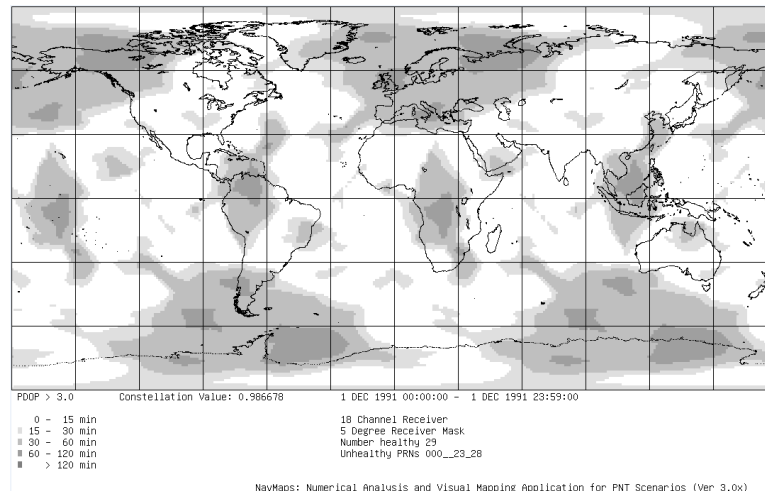 PDOP > 3.0 Constellation Value: 0.986678 1 DEC 1991 00:00:00 - 1 DEC 1991 23:59:00
0 - 15 min 18 Channel Receiver
15 - 30 min 5 Degree Receiver Mask
30 - 60 min Number healthy 29
60 - 120 min Unhealthy PRNs 000__23_28
> 120 min
NavMaps: Numerical Analysis and Visual Mapping Application for PNT Scenarios (Ver 3.0x)